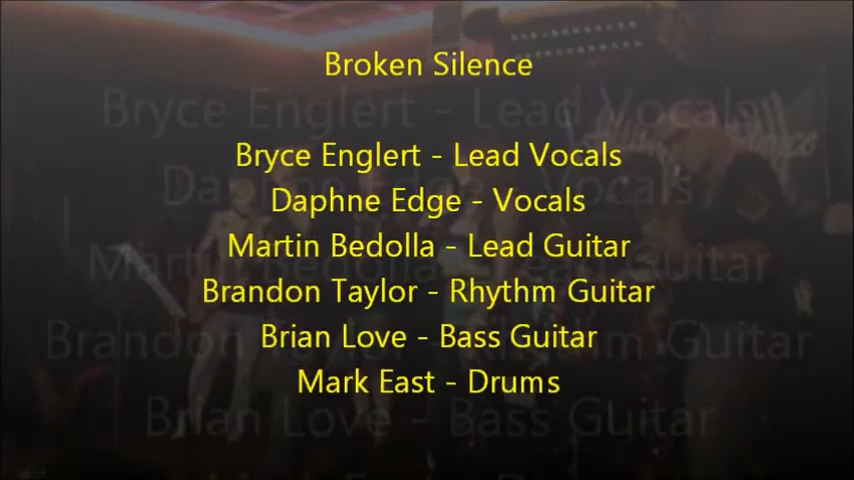 Broken Silence
Bryce Englert - Lead Vocals
Daphne Edge - Vocals
Martin Bedolla - Lead Guitar
Brandon Taylor - Rhythm Guitar
Brian Love - Bass Guitar
Mark East - Drums